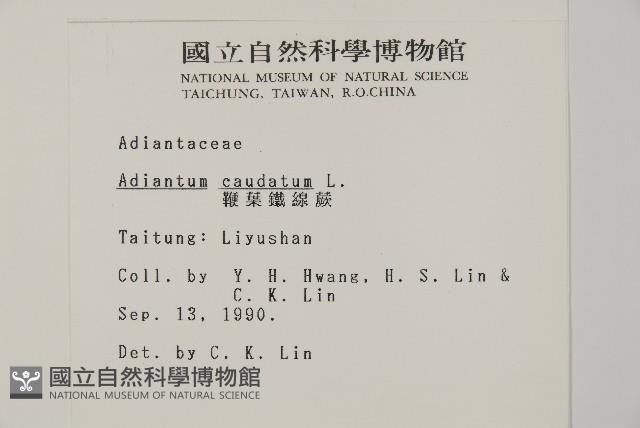 國立自然科學博物館
NATIONAL MUSEUM OF NATURAL SCIENCE
TAICHUNG, TAIWAN, R.O.CHINA
Adiantaceae
Adiantum caudatum L.
鞭葉鐵線蕨
Taitung: Liyushan
Coll. by Y. H. Hwang, H. S. Lin &
C. K. Lin
Sep. 13, 1990.
Det. by C. K. Lin
國立自然科學博物館
NATIONAL MUSEUM OF NATURAL SCIENCE